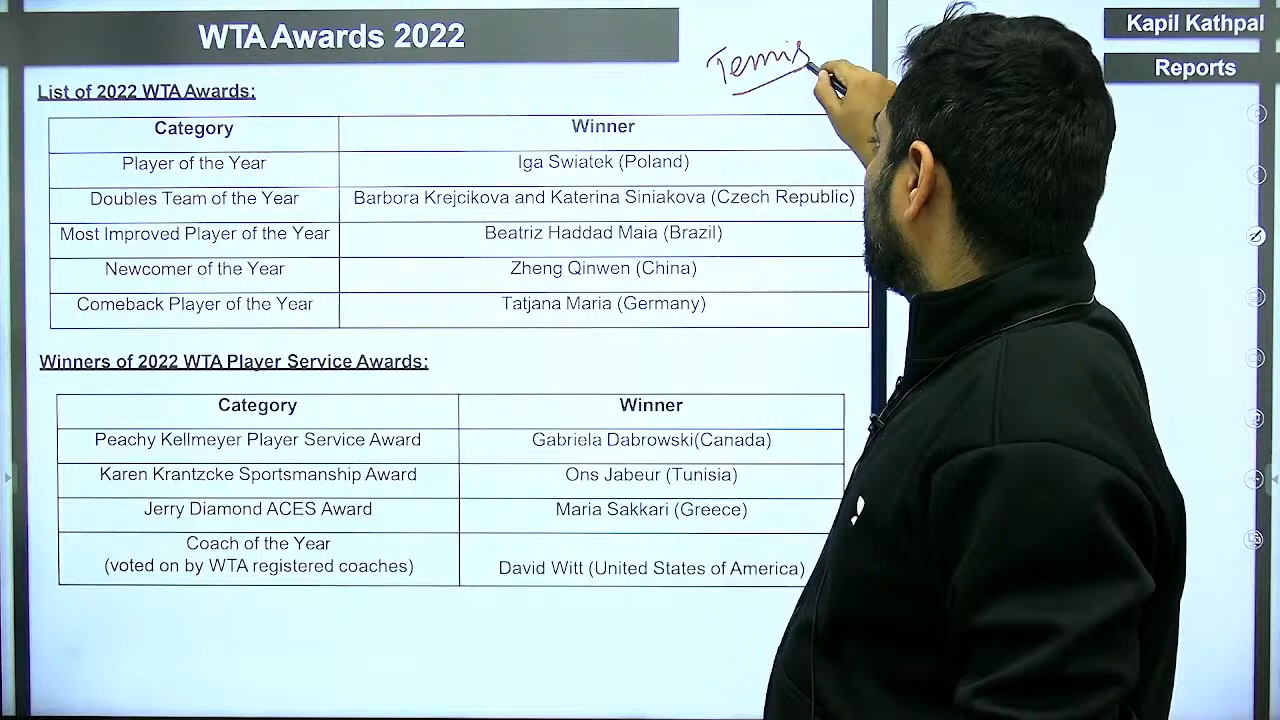 WTA Awards 2022
Tennis
Kapil Kathpal
Reports
List of 2022 WTA Awards:
Category Winner
Player of the Year Iga Swiatek (Poland)
Doubles Team of the Year Barbora Krejcikova and Katerina Siniakova (Czech Republic)
Most Improved Player of the Year Beatriz Haddad Maia (Brazil)
Newcomer of the Year Zheng Qinwen (China)
Comeback Player of the Year Tatjana Maria (Germany)
Winners of 2022 WTA Player Service Awards:
Category Winner
Peachy Kellmeyer Player Service Award Gabriela Dabrowski(Canada)
Karen Krantzcke Sportsmanship Award Ons Jabeur (Tunisia)
Jerry Diamond ACES Award Maria Sakkari (Greece)
Coach of the Year
(voted on by WTA registered coaches) David Witt (United States of America)